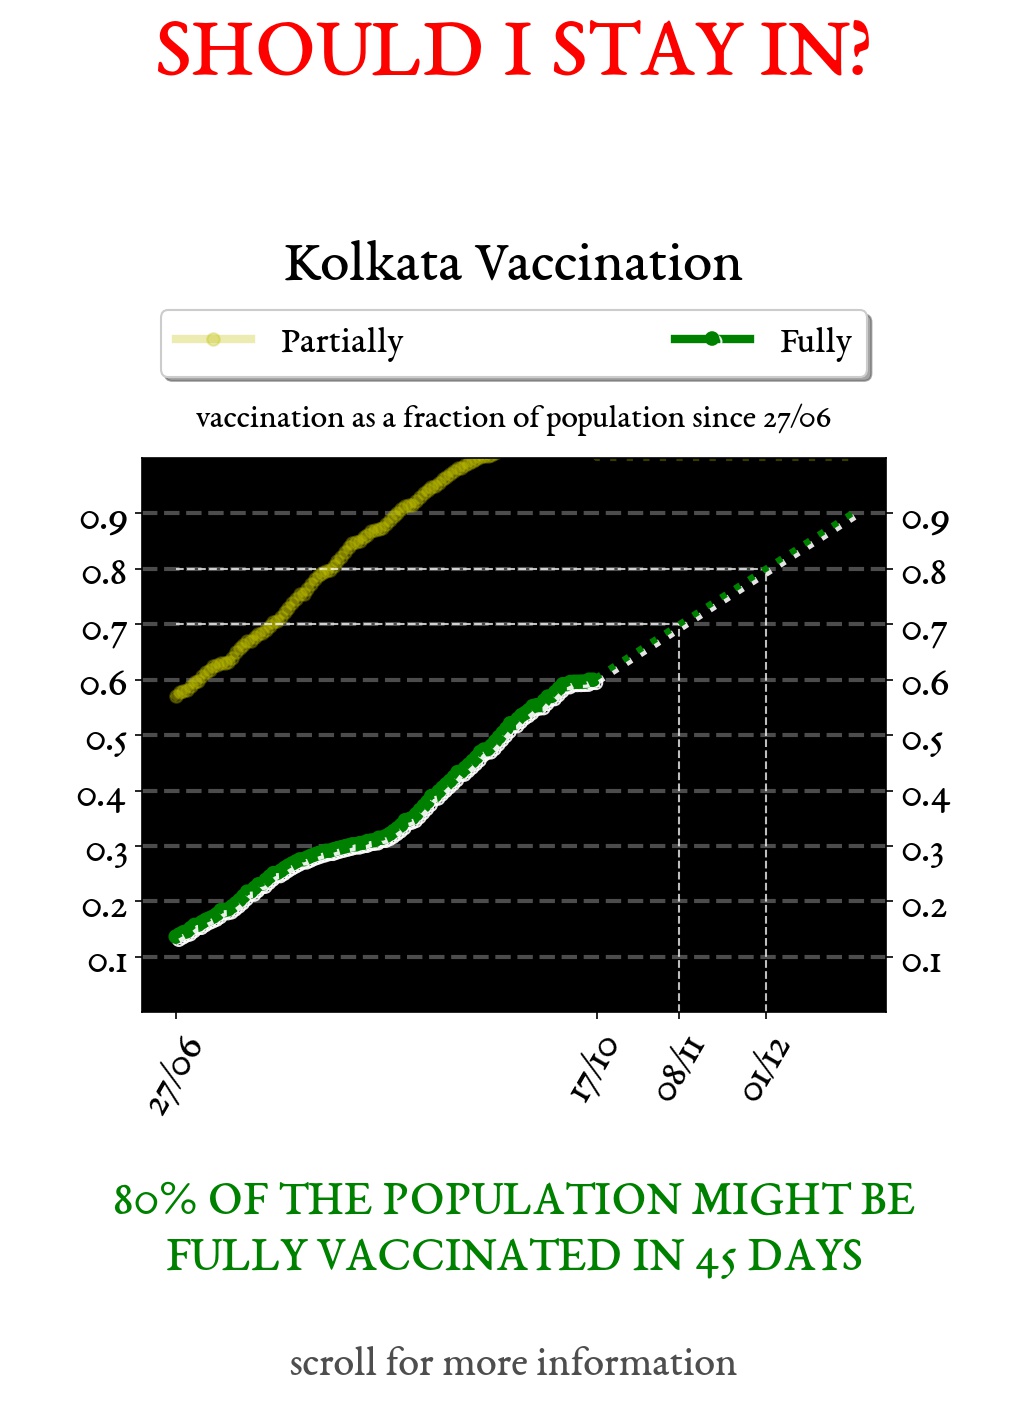 SHOULD I STAY IN?
Kolkata Vaccination
Partially Fully
vaccination as a fraction of population since 27/06
0.9 0.9
0.8 0.8
0.7 0.7
0.6 0.6
0.5 0.5
0.4 0.4
0.3 0.3
0.2 0.2
0.1 0.1
27/06 17/10 08/11 01/12
80% OF THE POPULATION MIGHT BE
FULLY VACCINATED IN 45 DAYS
scroll for more information